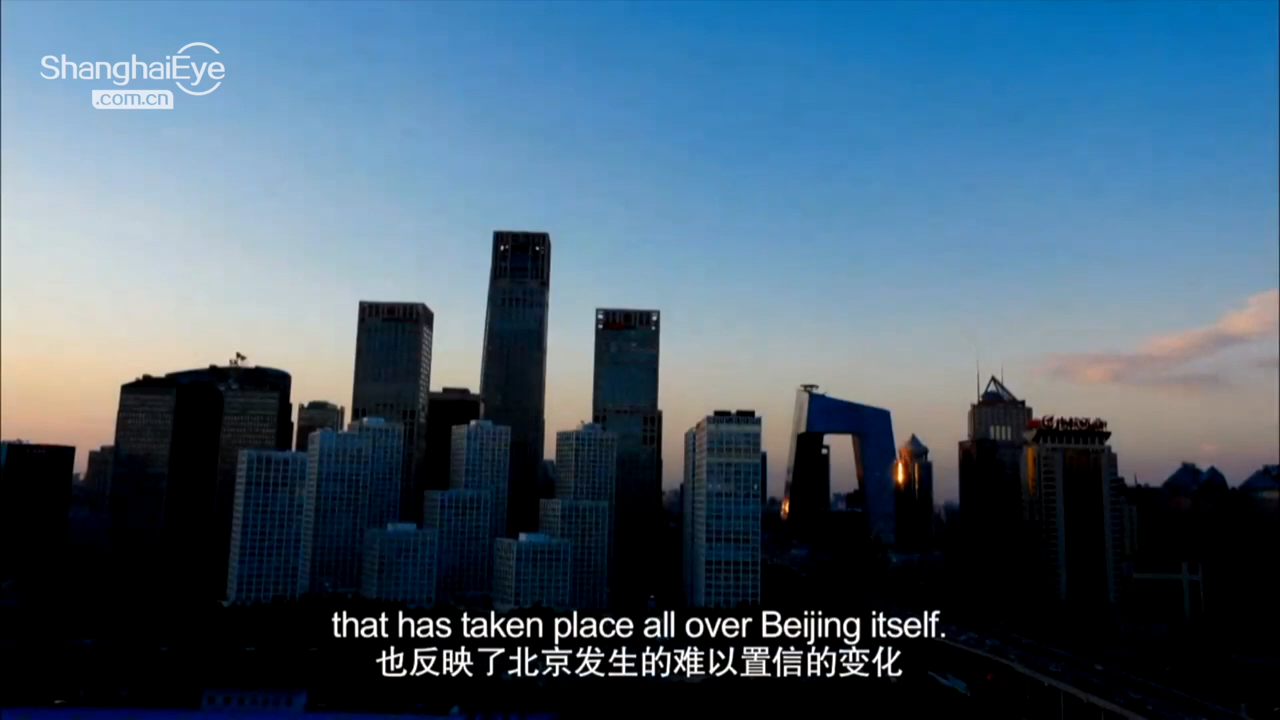 ShanghaiEye
.com.cn
that has taken place all over Beijing itself.
也反映了北京发生的难以置信的变化